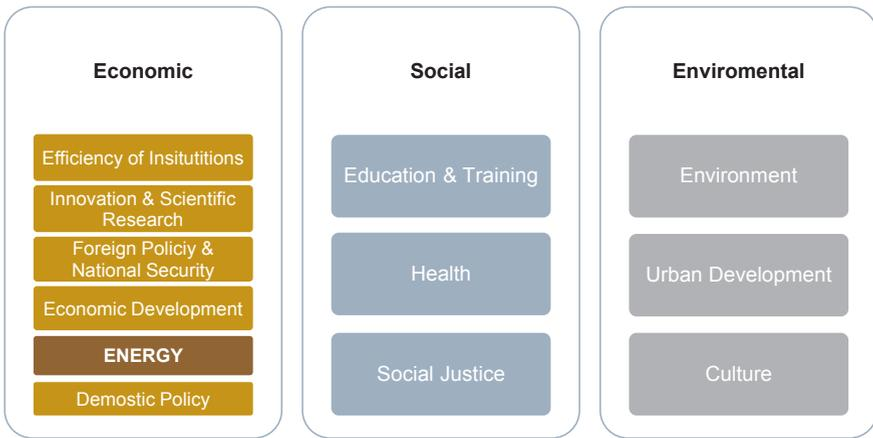 Economic
Efficiency of Insitutitions
Innovation & Scientific
Research
Foreign Policiy &
National Security
Economic Development
ENERGY
Demostic Policy
Social
Education & Training
Health
Social Justice
Enviromental
Environment
Urban Development
Culture